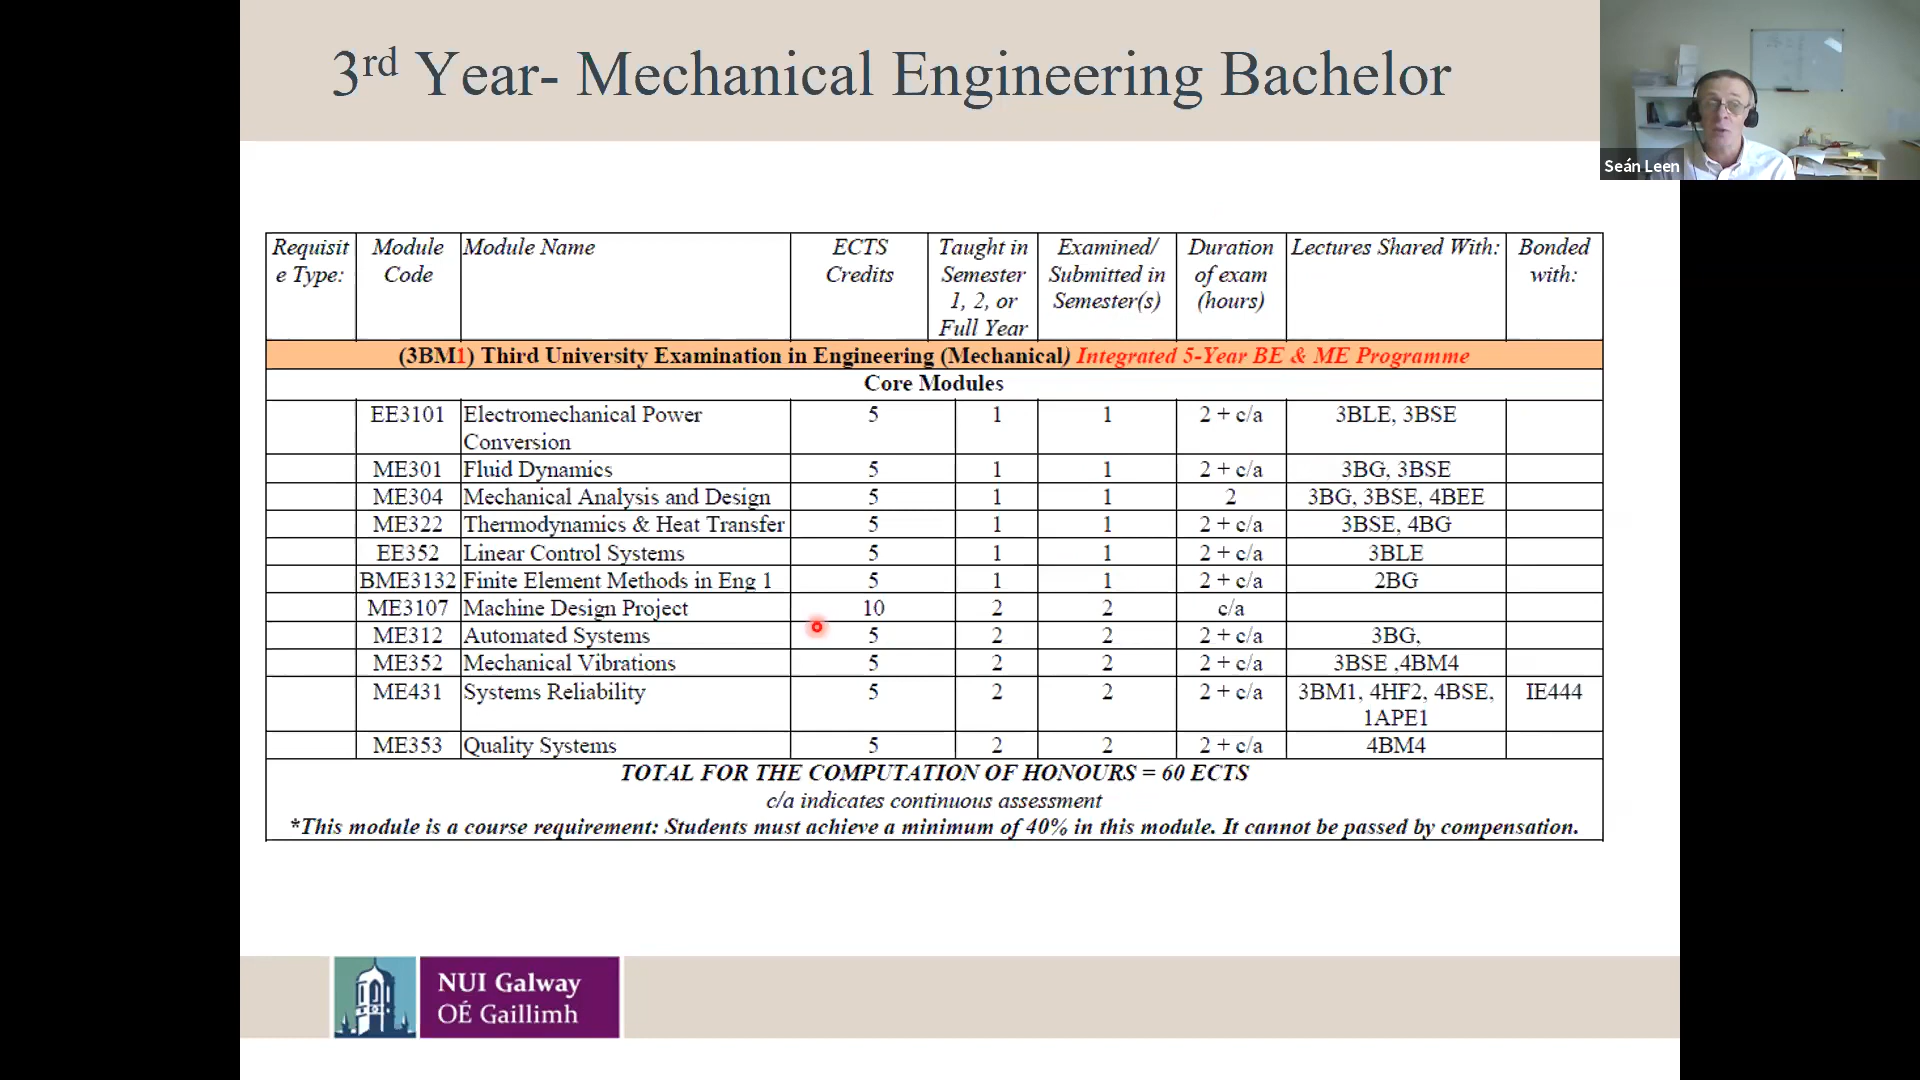 3rd Year- Mechanical Engineering Bachelor
Seán Leen
Requisit
e Type:
Module
Code
Module Name
ECTS
Credits
Taught in
Semester
1, 2, or
Full Year
Examined/
Submitted in
Semester(s)
Duration
of exam
(hours)
Lectures Shared With:
Bonded
with:
(3BM1) Third University Examination in Engineering (Mechanical) Integrated 5-Year BE & ME Programme
Core Modules
EE3101 Electromechanical Power 5 1 1 2 + c/a 3BLE, 3BSE
Conversion
ME301 Fluid Dynamics 5 1 1 2 + c/a 3BG, 3BSE
ME304 Mechanical Analysis and Design 5 1 1 2 3BG, 3BSE, 4BEE
ME322 Thermodynamics & Heat Transfer 5 1 1 2 + c/a 3BSE, 4BG
EE352 Linear Control Systems 5 1 1 2 + c/a 3BLE
BME3132 Finite Element Methods in Eng 1 5 1 1 2 + c/a 2BG
ME3107 Machine Design Project 10 2 2 c/a
ME312 Automated Systems 5 2 2 2 + c/a 3BG,
ME352 Mechanical Vibrations 5 2 2 2 + c/a 3BSE ,4BM4
ME431 Systems Reliability 5 2 2 2 + c/a 3BM1, 4HF2, 4BSE, IE444
1APE1
ME353 Quality Systems 5 2 2 2 + c/a 4BM4
TOTAL FOR THE COMPUTATION OF HONOURS = 60 ECTS
c/a indicates continuous assessment
*This module is a course requirement: Students must achieve a minimum of 40% in this module. It cannot be passed by compensation.
NUI Galway
OÉ Gaillimh